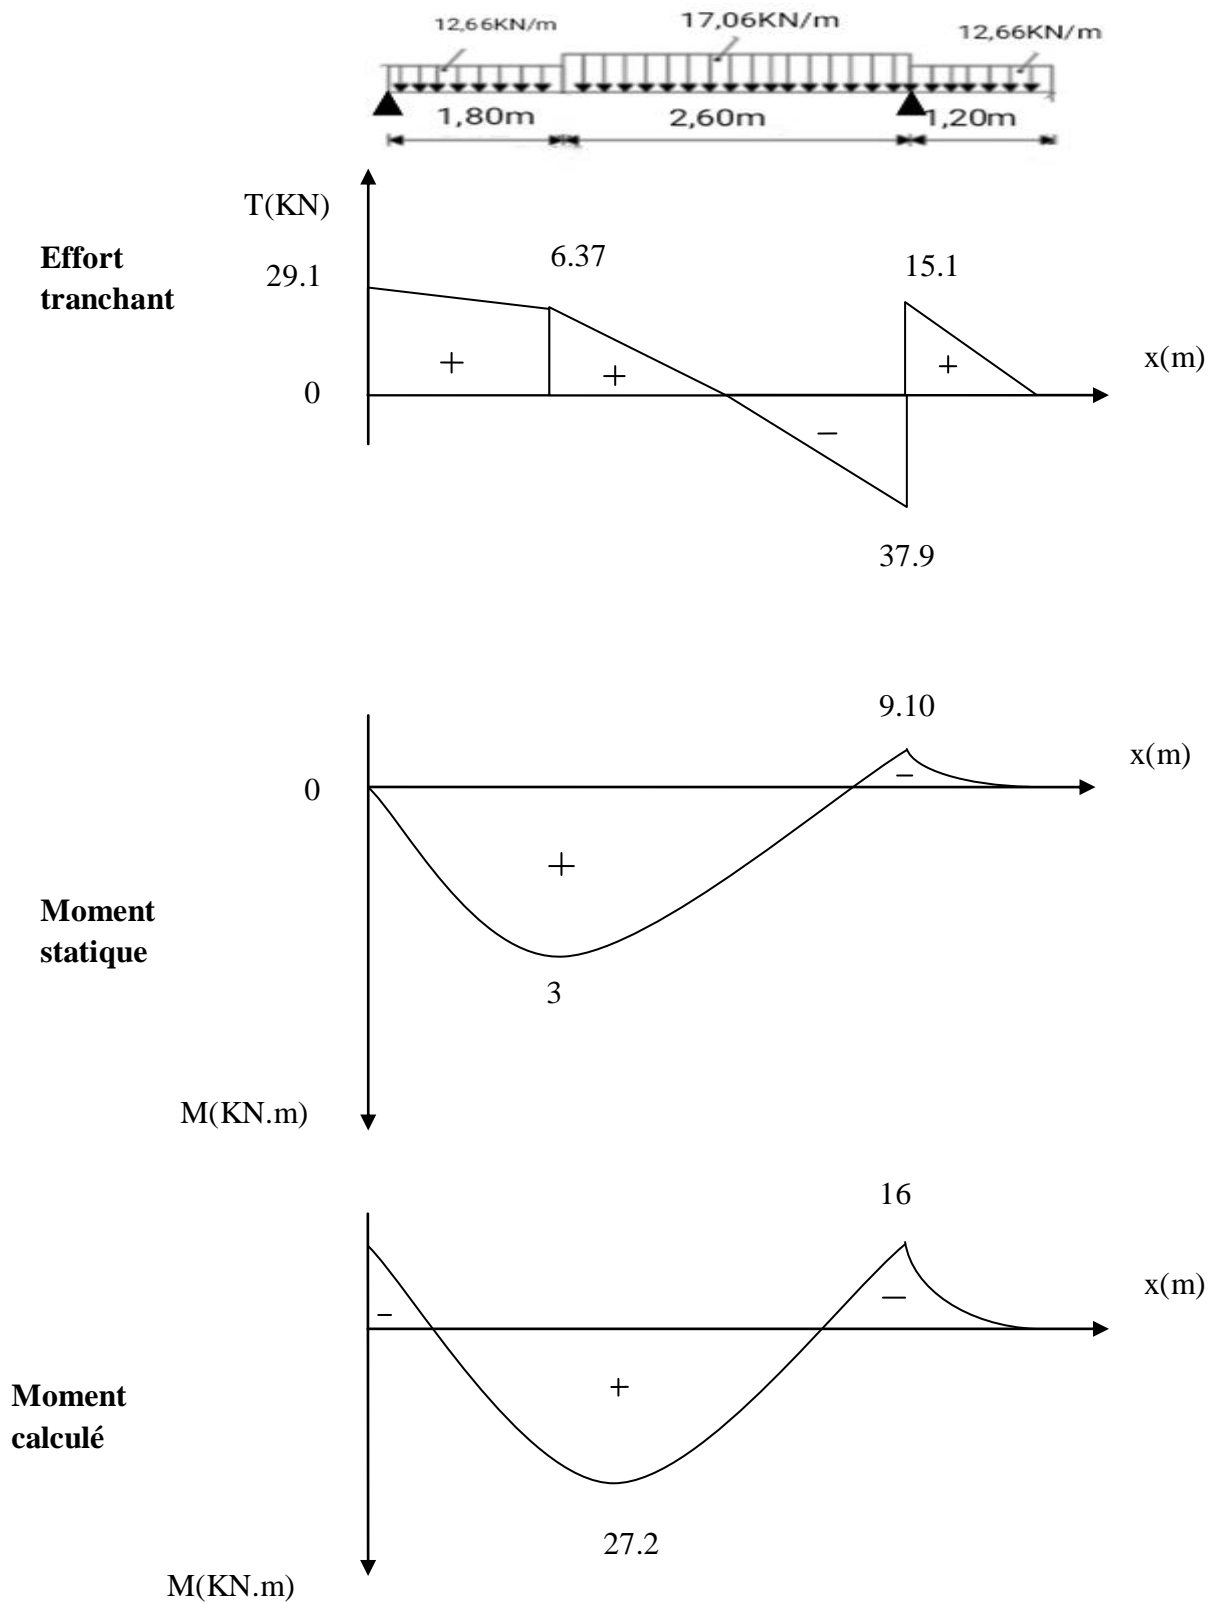 12,66KN/m
17,06KN/m
12,66KN/m
1,80m
2,60m
1,20m
T(KN)
Effort
tranchant
29.1
6.37
15.1
x(m)
+
+
+
0
−
37.9
9.10
x(m)
−
0
+
Moment
statique
3
M(KN.m)
16
x(m)
−
−
+
Moment
calculé
27.2
M(KN.m)